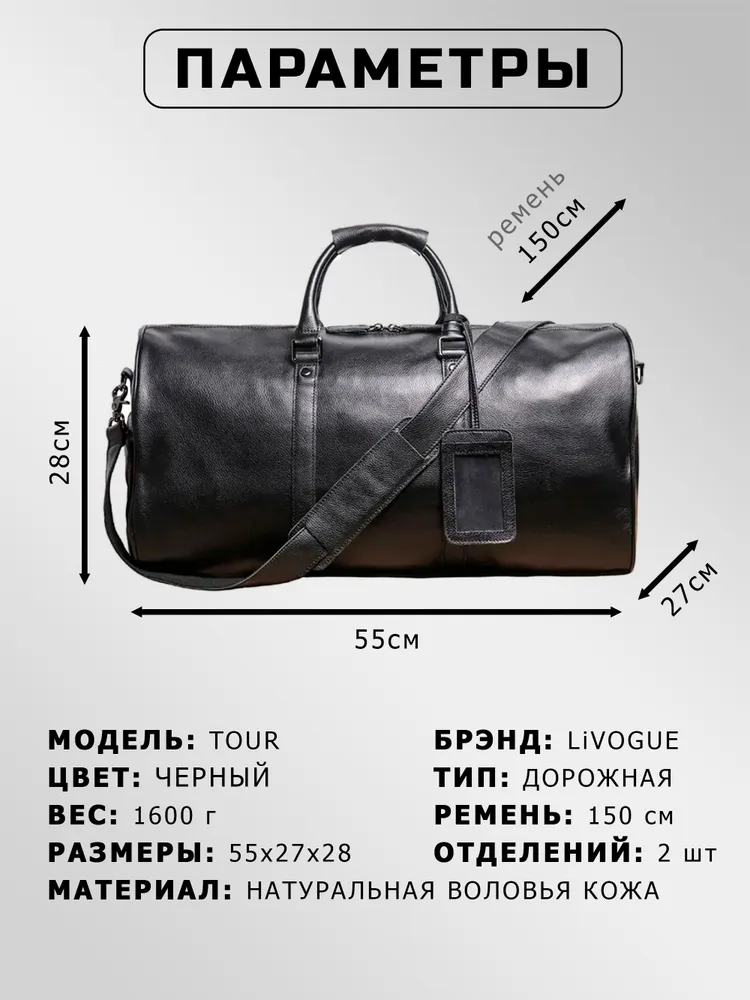 ПАРАМЕТРЫ
ремень
150см
28см
27см
55см
МОДЕЛЬ: TOUR
БРЭНД: LiVOGUE
ЦВЕТ: ЧЕРНЫЙ
ТИП: ДОРОЖНАЯ
ВЕС: 1600 г
РЕМЕНЬ: 150 см
РАЗМЕРЫ: 55х27х28
ОТДЕЛЕНИЙ: 2 шт
МАТЕРИАЛ: НАТУРАЛЬНАЯ ВОЛОВЬЯ КОЖА